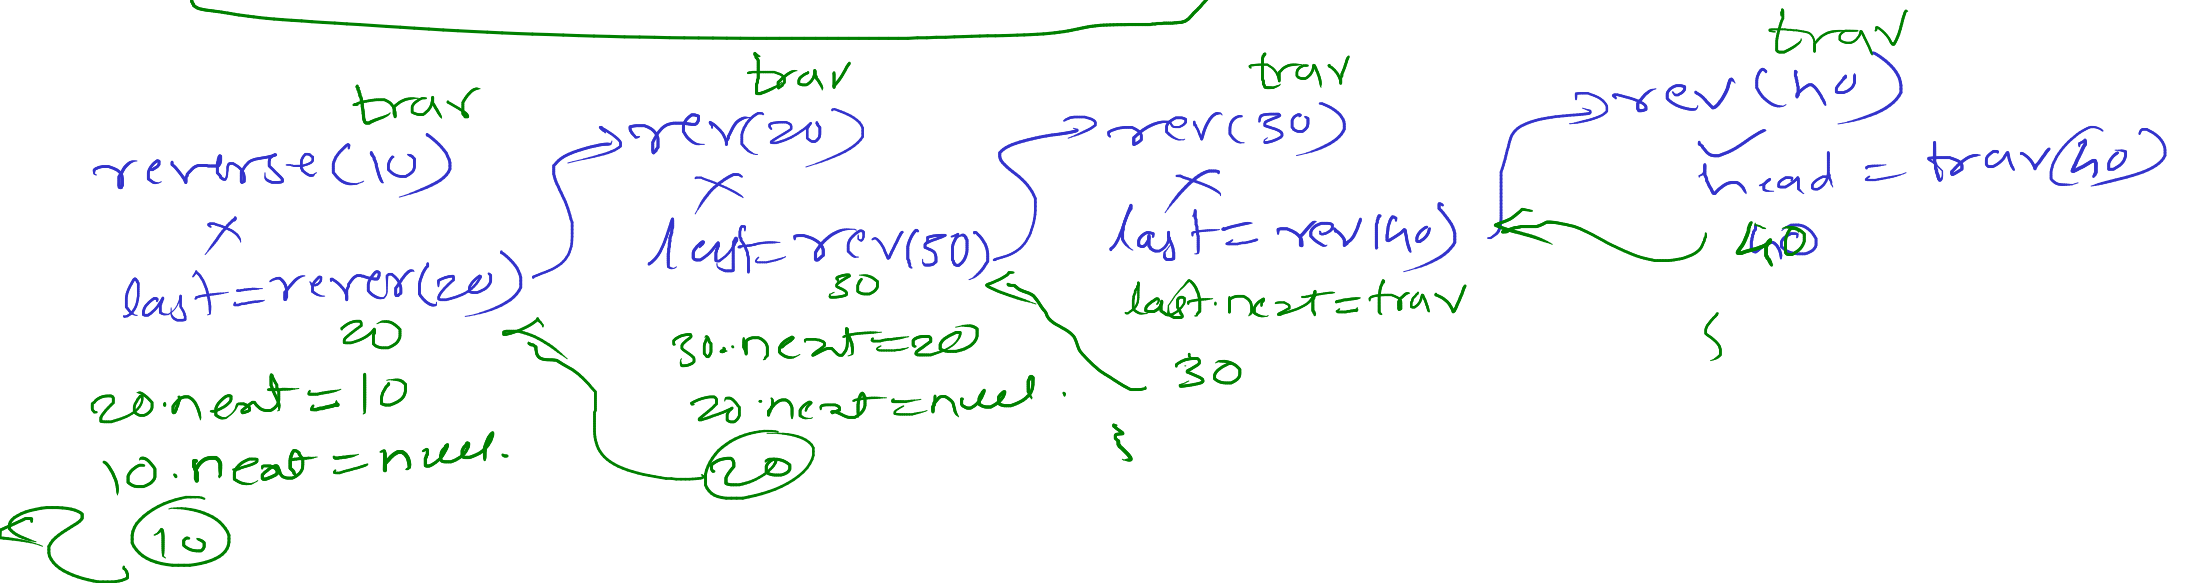 trav
reverse(10)
x
last=rever(20)
20
20.next=10
10.next=null.
10
trav
rev(20)
x
last=rev(30)
30
30.next=20
20.next=null.
20
trav
rev(30)
x
last=rev(40)
last.next=trav
30
}
trav
rev(40)
head = trav(40)
40
}